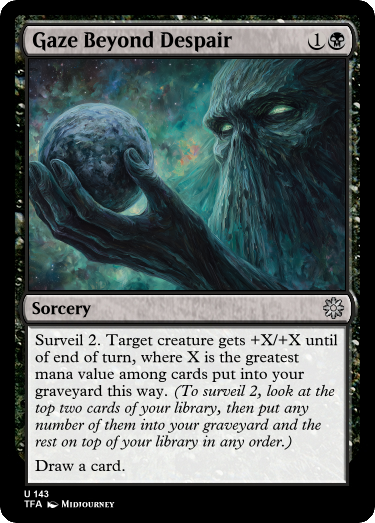 Gaze Beyond Despair 1
Sorcery
Surveil 2. Target creature gets +X/+X until
of end of turn, where X is the greatest
mana value among cards put into your
graveyard this way. (To surveil 2, look at the
top two cards of your library, then put any
number of them into your graveyard and the
rest on top of your library in any order.)
Draw a card.
U 143
TFA Midjourney